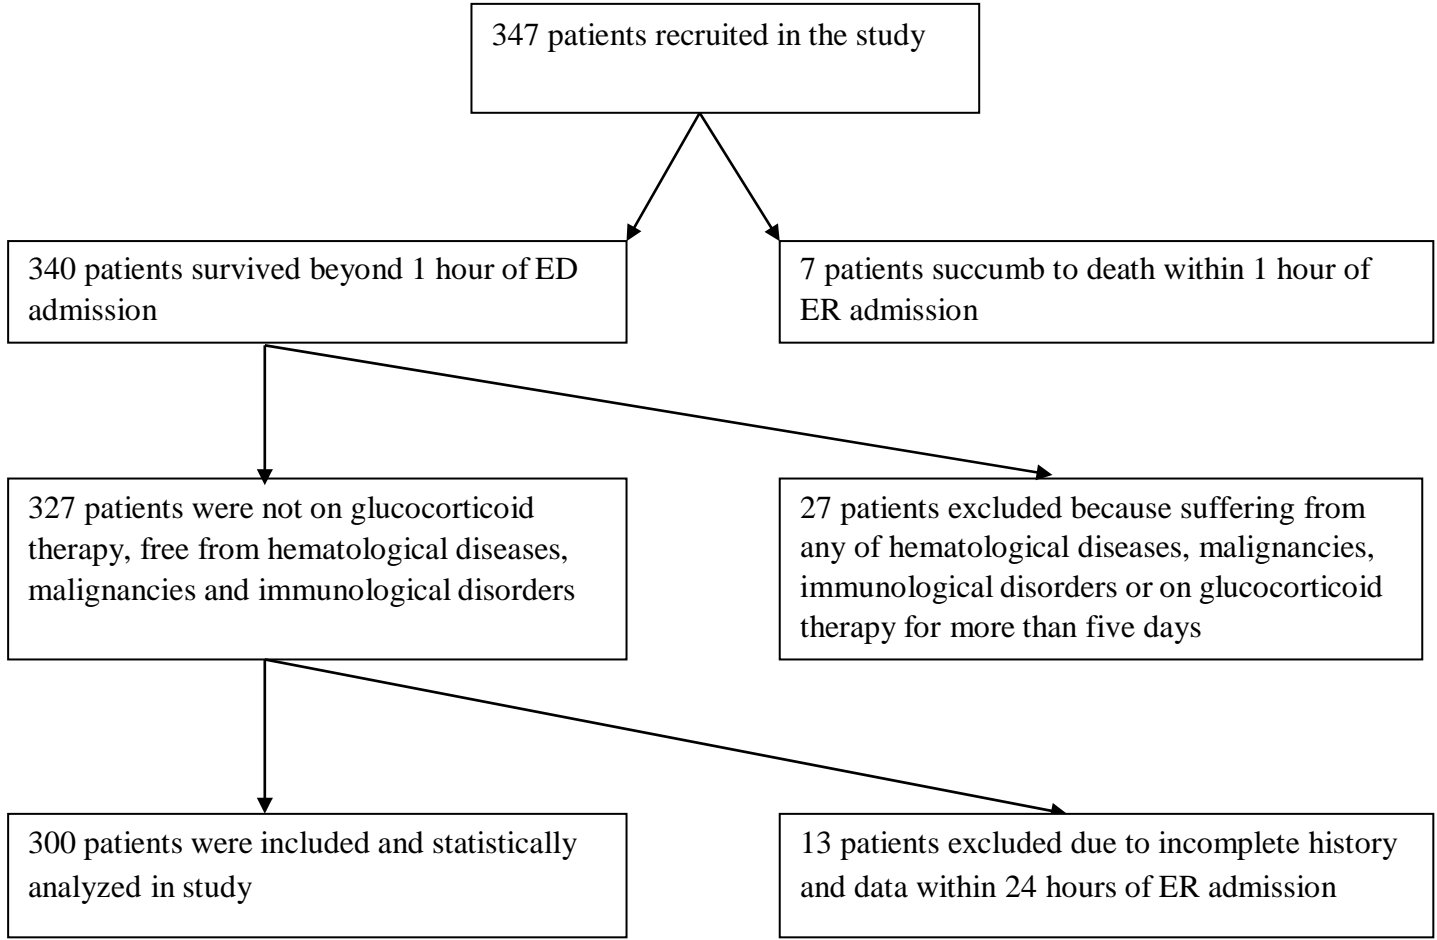 347 patients recruited in the study
340 patients survived beyond 1 hour of ED
admission
7 patients succumb to death within 1 hour of
ER admission
327 patients were not on glucocorticoid
therapy, free from hematological diseases,
malignancies and immunological disorders
27 patients excluded because suffering from
any of hematological diseases, malignancies,
immunological disorders or on glucocorticoid
therapy for more than five days
300 patients were included and statistically
analyzed in study
13 patients excluded due to incomplete history
and data within 24 hours of ER admission